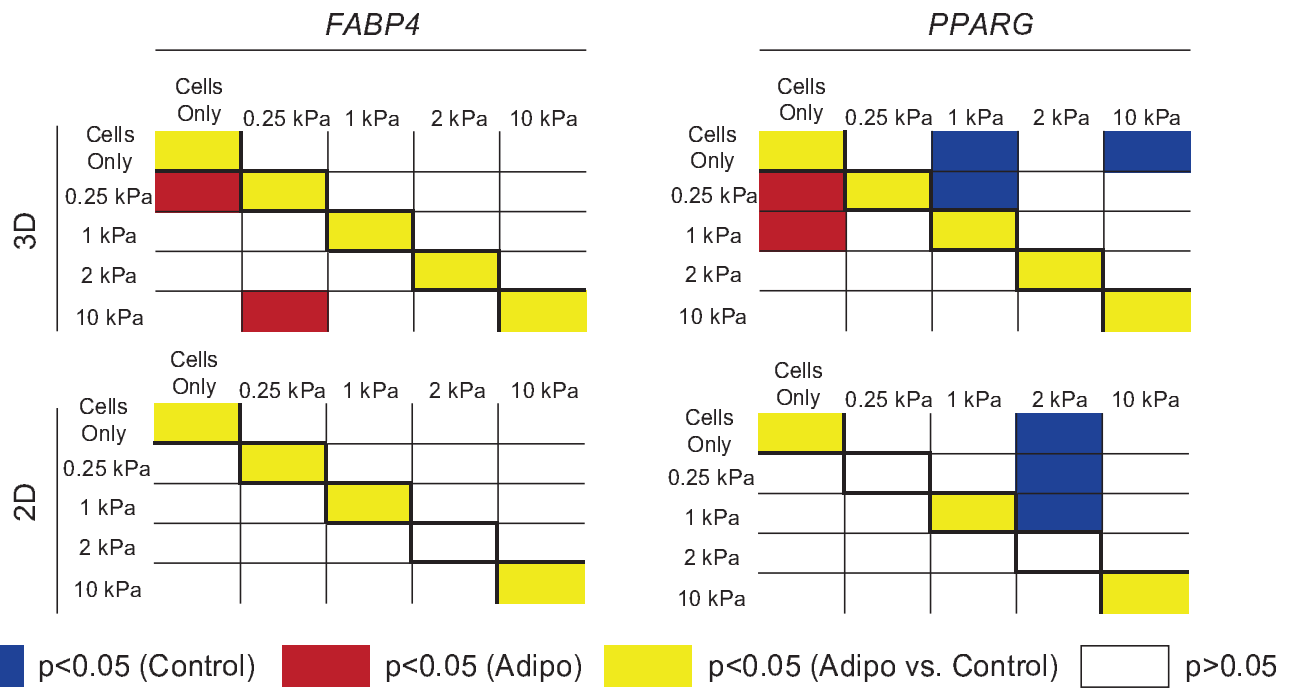 FABP4
PPARG
Cells
Only
0.25 kPa
1 kPa
2 kPa
10 kPa
Cells
Only
0.25 kPa
1 kPa
2 kPa
10 kPa
3D
Cells
Only
0.25 kPa
1 kPa
2 kPa
10 kPa
Cells
Only
0.25 kPa
1 kPa
2 kPa
10 kPa
Cells
Only
0.25 kPa
1 kPa
2 kPa
10 kPa
Cells
Only
0.25 kPa
1 kPa
2 kPa
10 kPa
2D
Cells
Only
0.25 kPa
1 kPa
2 kPa
10 kPa
Cells
Only
0.25 kPa
1 kPa
2 kPa
10 kPa
p<0.05 (Control)
p<0.05 (Adipo)
p<0.05 (Adipo vs. Control)
p>0.05